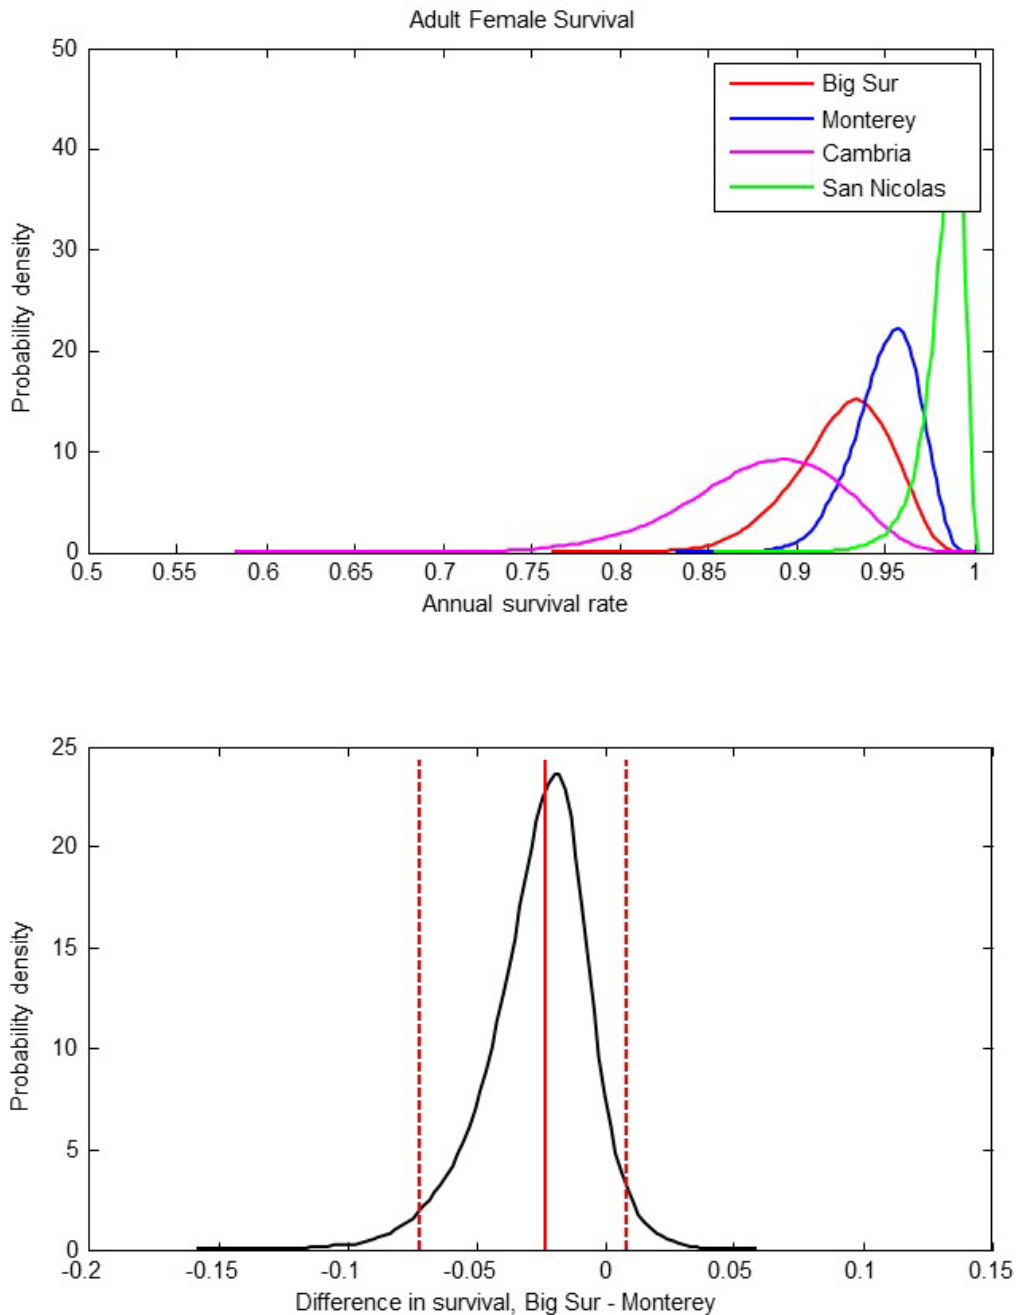 Adult Female Survival
50
40
30
20
10
0
Probability density
Big Sur
Monterey
Cambria
San Nicolas
0.5 0.55 0.6 0.65 0.7 0.75 0.8 0.85 0.9 0.95 1
Annual survival rate
25
20
15
10
5
0
Probability density
-0.2 -0.15 -0.1 -0.05 0 0.05 0.1 0.15
Difference in survival, Big Sur - Monterey